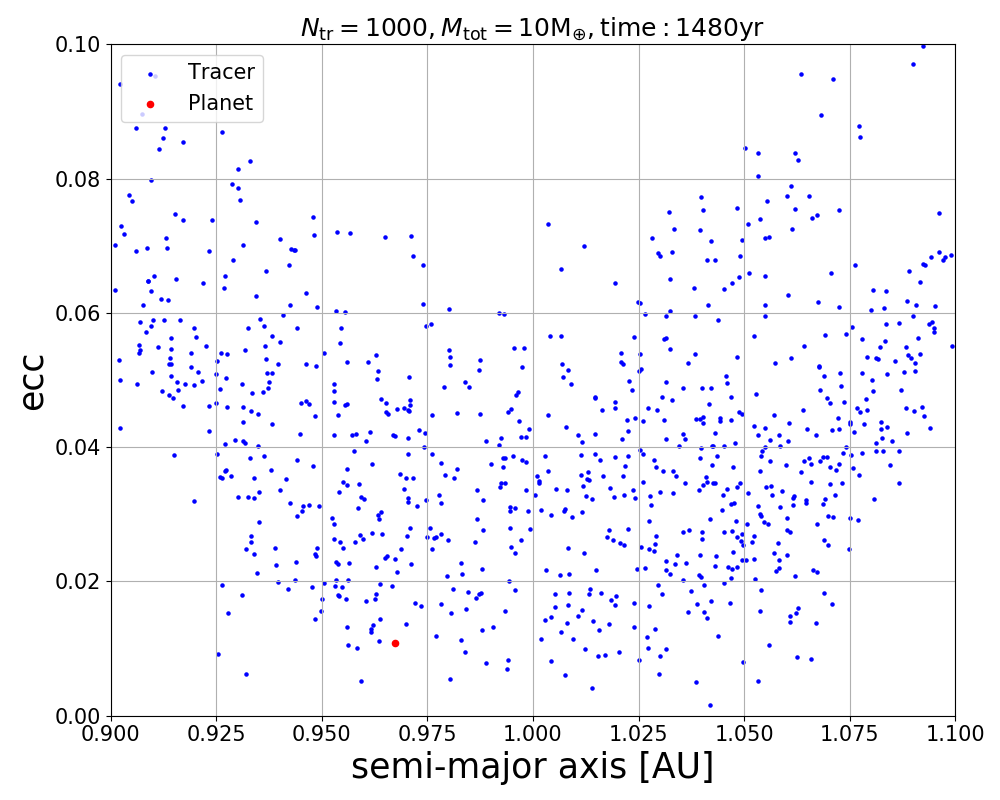 N_tr = 1000, M_tot = 10M_⊕, time : 1480yr
Tracer
Planet
0.10
0.08
0.06
0.04
0.02
0.00
ecc
0.900 0.925 0.950 0.975 1.000 1.025 1.050 1.075 1.100
semi-major axis [AU]